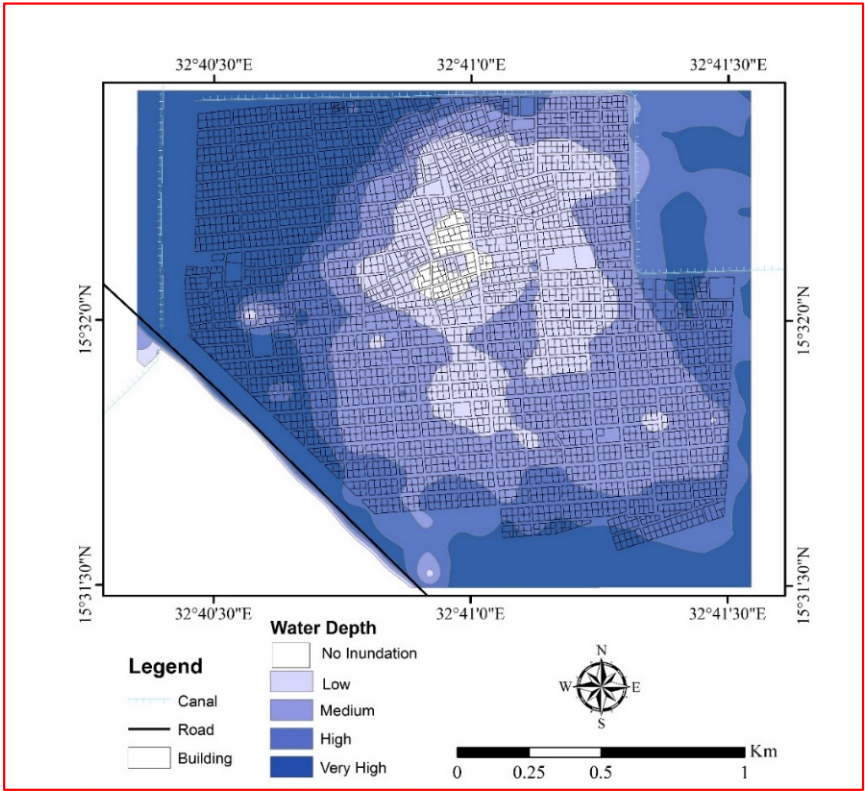 32°40'30"E 32°41'0"E 32°41'30"E
15°32'0"N 15°32'0"N
15°31'30"N 15°31'30"N
32°40'30"E 32°41'0"E 32°41'30"E
Legend
Canal
Road
Building
Water Depth
No Inundation
Low
Medium
High
Very High
N
W E
S
Km
0 0.25 0.5 1